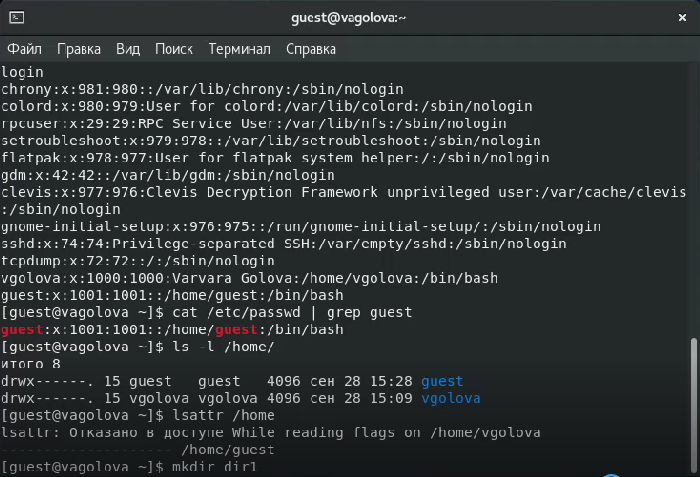 guest@vagolova:~
Файл Правка Вид Поиск Терминал Справка
login
chrony:x:981:980::/var/lib/chrony:/sbin/nologin
colord:x:980:979:User for colord:/var/lib/colord:/sbin/nologin
rpcuser:x:29:29:RPC Service User:/var/lib/nfs:/sbin/nologin
setroubleshoot:x:979:978::/var/lib/setroubleshoot:/sbin/nologin
flatpak:x:978:977:User for flatpak system helper:/:/sbin/nologin
gdm:x:42:42::/var/lib/gdm:/sbin/nologin
clevis:x:977:976:Clevis Decryption Framework unprivileged user:/var/cache/clevis
:/sbin/nologin
gnome-initial-setup:x:976:975::/run/gnome-initial-setup/:/sbin/nologin
sshd:x:74:74:Privilege-separated SSH:/var/empty/sshd:/sbin/nologin
tcpdump:x:72:72::/:/sbin/nologin
vgolova:x:1000:1000:Varvara Golova:/home/vgolova:/bin/bash
guest:x:1001:1001::/home/guest:/bin/bash
[guest@vagolova ~]$ cat /etc/passwd | grep guest
guest:x:1001:1001::/home/guest:/bin/bash
[guest@vagolova ~]$ ls -l /home/
итого 8
drwx------. 15 guest   guest   4096 сен 28 15:28 guest
drwx------. 15 vgolova vgolova 4096 сен 28 15:09 vgolova
[guest@vagolova ~]$ lsattr /home
lsattr: Отказано в доступе While reading flags on /home/vgolova
-------------------- /home/guest
[guest@vagolova ~]$ mkdir dir1